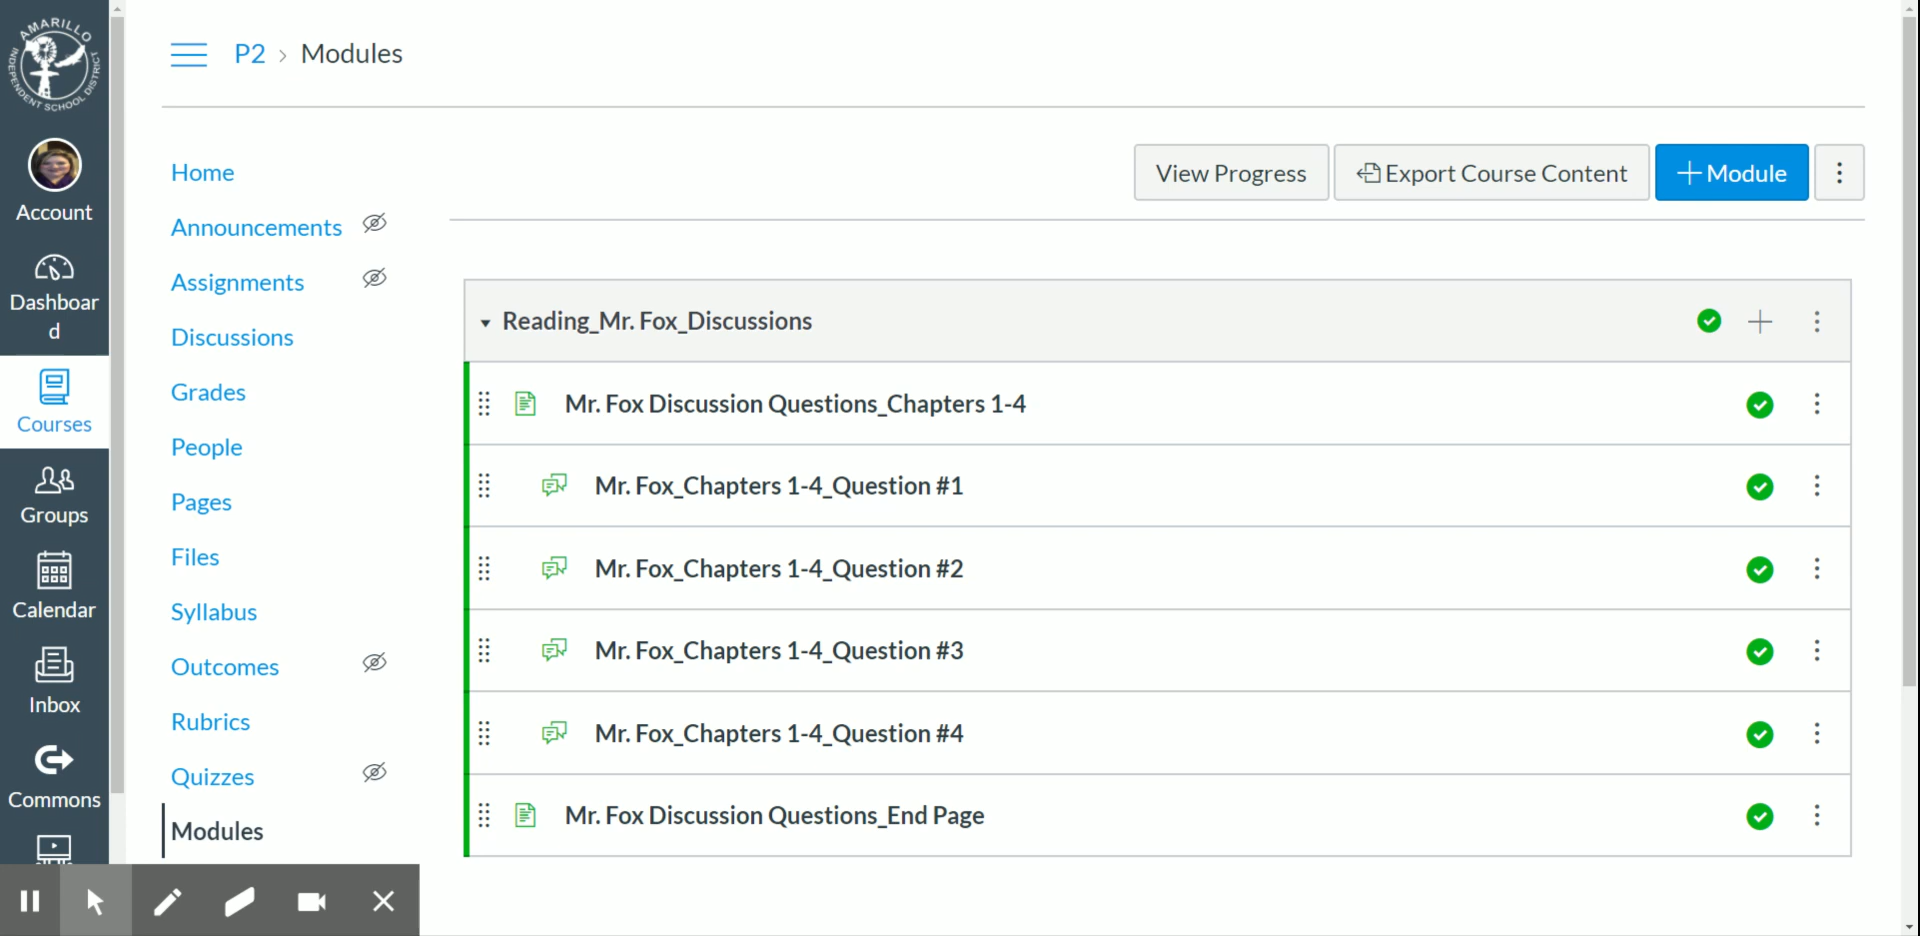 AMARILLO
INDEPENDENT SCHOOL DISTRICT
Account
Dashboar
d
Courses
Groups
Calendar
Inbox
Commons
P2 › Modules
Home
Announcements
Assignments
Discussions
Grades
People
Pages
Files
Syllabus
Outcomes
Rubrics
Quizzes
Modules
View Progress
Export Course Content
+ Module
Reading_Mr. Fox_Discussions
Mr. Fox Discussion Questions_Chapters 1-4
Mr. Fox_Chapters 1-4_Question #1
Mr. Fox_Chapters 1-4_Question #2
Mr. Fox_Chapters 1-4_Question #3
Mr. Fox_Chapters 1-4_Question #4
Mr. Fox Discussion Questions_End Page